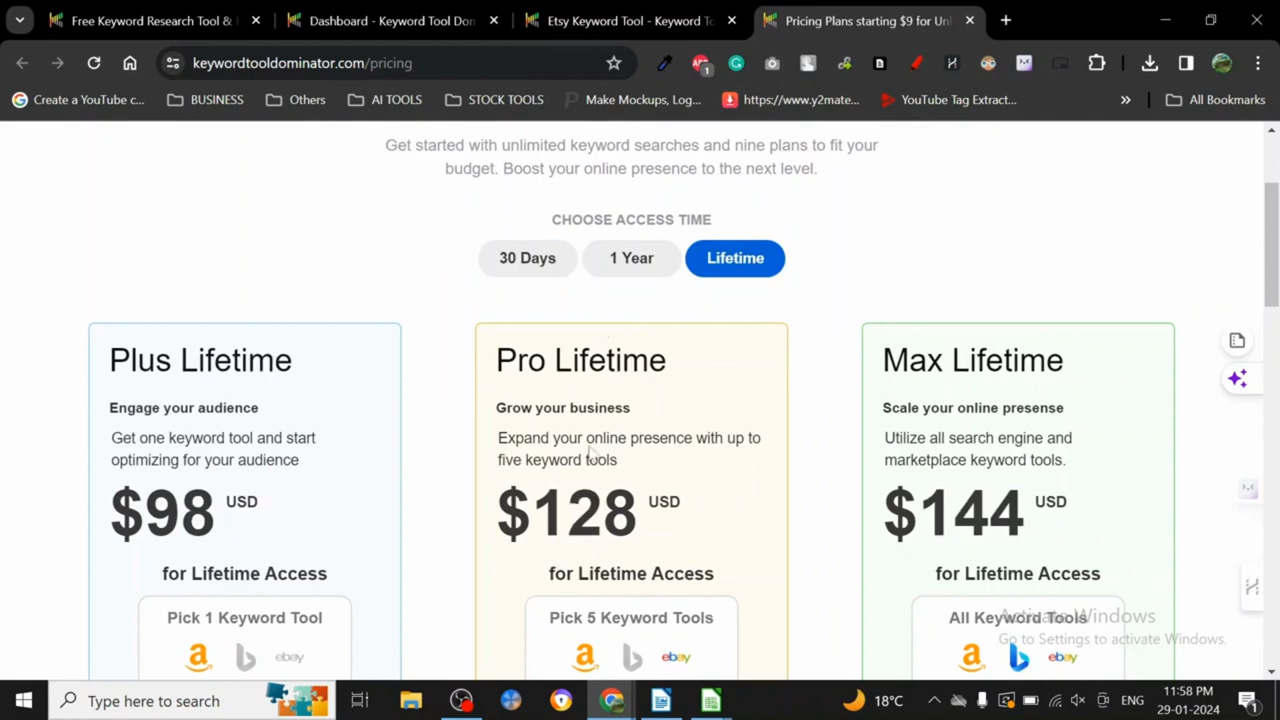 Free Keyword Research Tool &
Dashboard - Keyword Tool Don
Etsy Keyword Tool - Keyword To
Pricing Plans starting $9 for Unl
keywordtooldominator.com/pricing
1
Create a YouTube c...
BUSINESS
Others
AI TOOLS
STOCK TOOLS
Make Mockups, Log...
https://www.y2mate...
YouTube Tag Extract...
All Bookmarks
Get started with unlimited keyword searches and nine plans to fit your
budget. Boost your online presence to the next level.
CHOOSE ACCESS TIME
30 Days
1 Year
Lifetime
Plus Lifetime
Engage your audience
Get one keyword tool and start
optimizing for your audience
$98 USD
for Lifetime Access
Pick 1 Keyword Tool
a b ebay
Pro Lifetime
Grow your business
Expand your online presence with up to
five keyword tools
$128 USD
for Lifetime Access
Pick 5 Keyword Tools
a b ebay
Max Lifetime
Scale your online presense
Utilize all search engine and
marketplace keyword tools.
$144 USD
for Lifetime Access
All Keyword Tools
a b ebay
Activate Windows
Go to Settings to activate Windows.
Type here to search
18°C
ENG
11:58 PM
29-01-2024
1